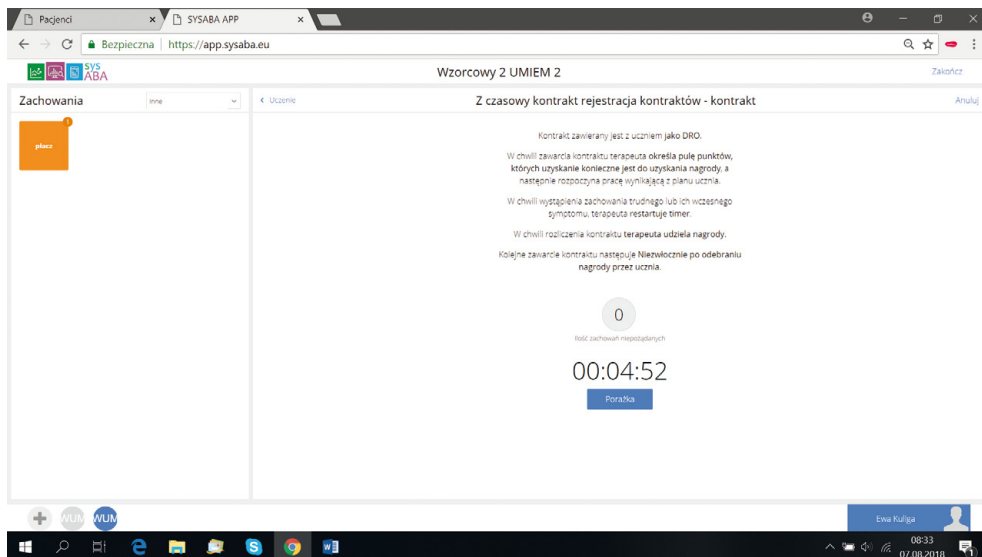 Pacjenci
SYSABA APP
Bezpieczna | https://app.sysaba.eu
SYS ABA
Wzorcowy 2 UMIEM 2
Zakończ
Zachowania
Inne
< Uczenie
Z czasowy kontrakt rejestracja kontraktów - kontrakt
Anuluj
1
płacz
Kontrakt zawierany jest z uczniem jako DRO.
W chwili zawarcia kontraktu terapeuta określa pulę punktów,
których uzyskanie konieczne jest do uzyskania nagrody, a
następnie rozpoczyna pracę wynikającą z planu ucznia.
W chwili wystąpienia zachowania trudnego lub ich wczesnego
symptomu, terapeuta restartuje timer.
W chwili rozliczenia kontraktu terapeuta udziela nagrody.
Kolejne zawarcie kontraktu następuje Niezwłocznie po odebraniu
nagrody przez ucznia.
0
Ilość zachowań niepożądanych
00:04:52
Porażka
WUM
WUM
Ewa Kuliga
08:33
07.08.2018